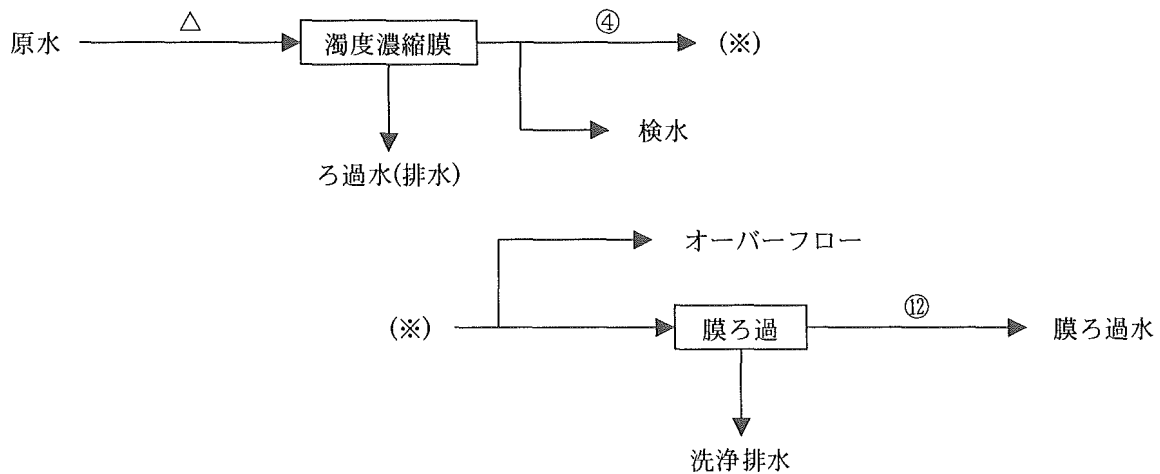 原水 △ 濁度濃縮膜 ④ (※)
検水
ろ過水(排水)
オーバーフロー
(※) 膜ろ過 ⑫ 膜ろ過水
洗浄排水